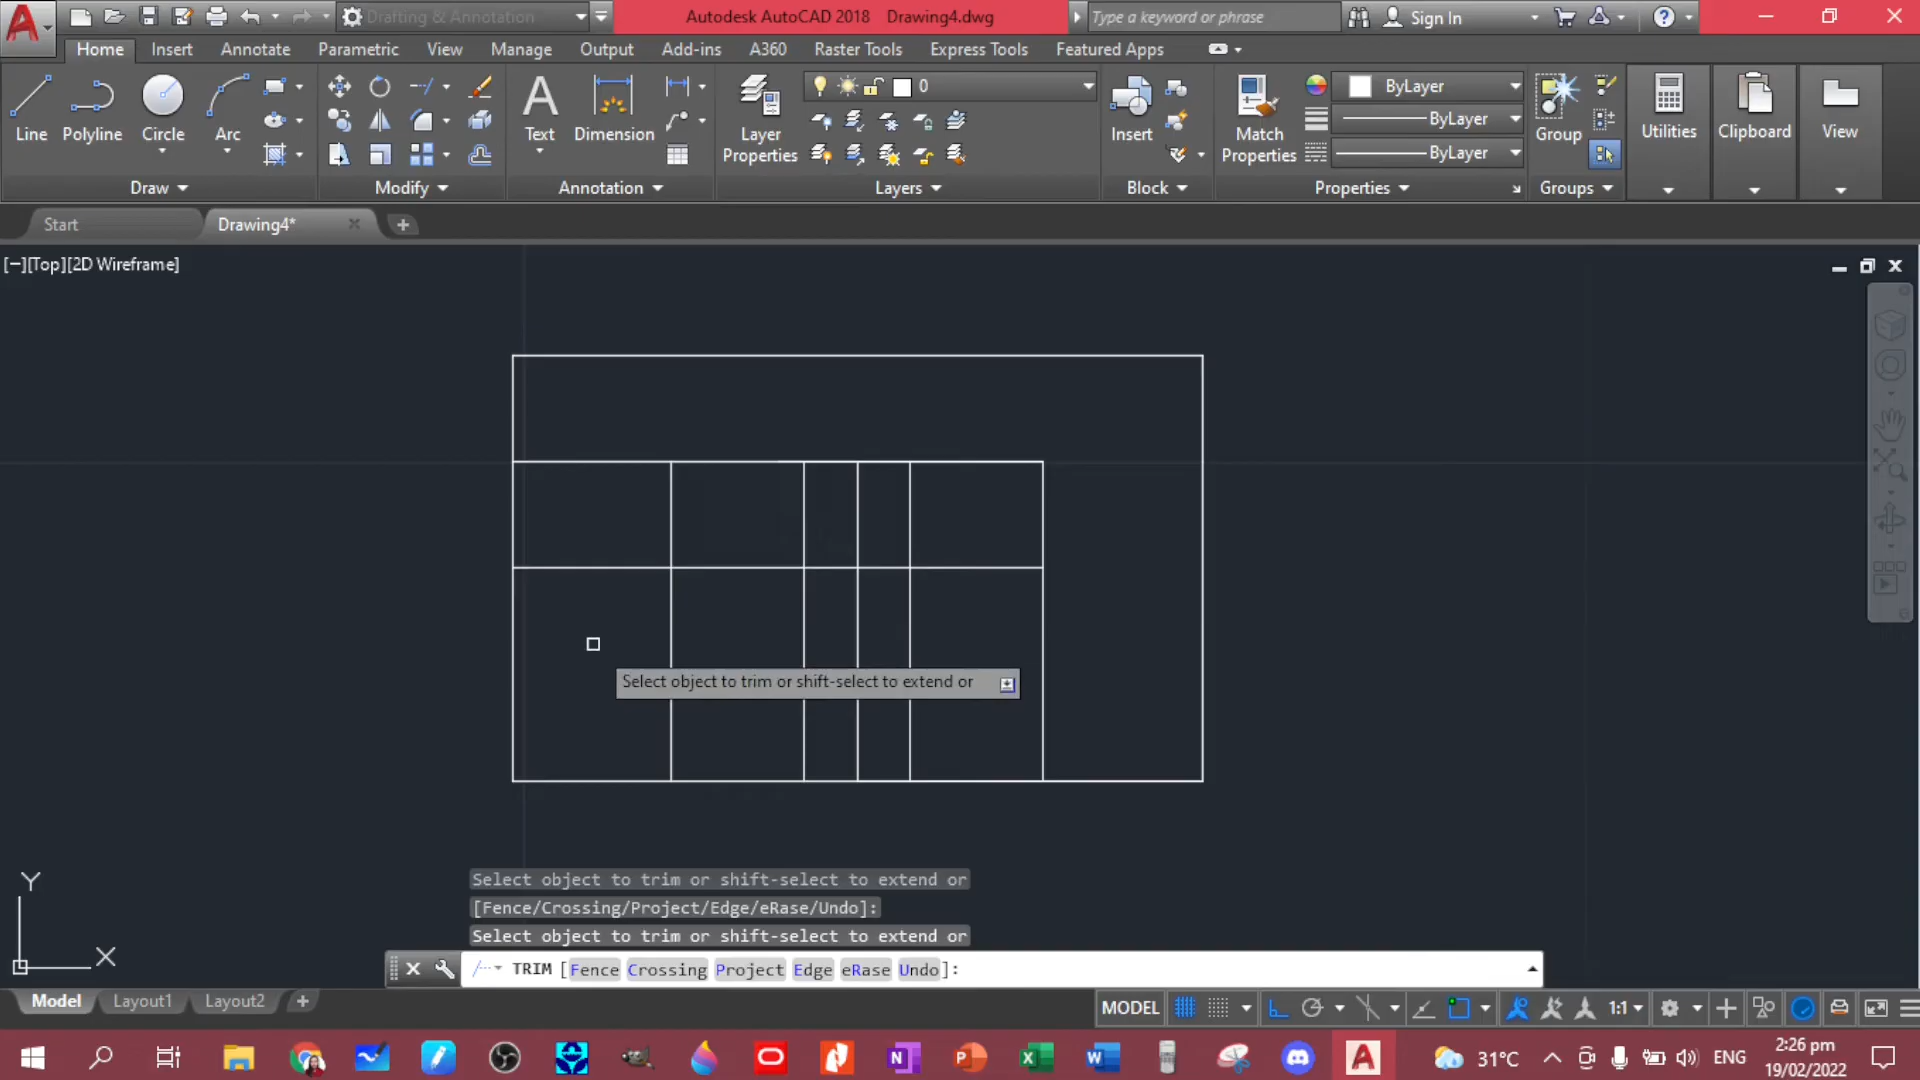 Drafting & Annotation
Autodesk AutoCAD 2018 Drawing4.dwg
Type a keyword or phrase
Sign In
Home Insert Annotate Parametric View Manage Output Add-ins A360 Raster Tools Express Tools Featured Apps
0
ByLayer
Line Polyline Circle Arc
Text Dimension
Layer Properties
Insert
Match Properties
ByLayer
ByLayer
Group Utilities Clipboard View
Draw Modify Annotation Layers Block Properties Groups
Start Drawing4*
[−][Top][2D Wireframe]
Select object to trim or shift-select to extend or
Y
X
Select object to trim or shift-select to extend or
[Fence/Crossing/Project/Edge/eRase/Undo]:
Select object to trim or shift-select to extend or
TRIM [Fence Crossing Project Edge eRase Undo]:
Model Layout1 Layout2
MODEL 1:1
31°C ENG 2:26 pm
19/02/2022